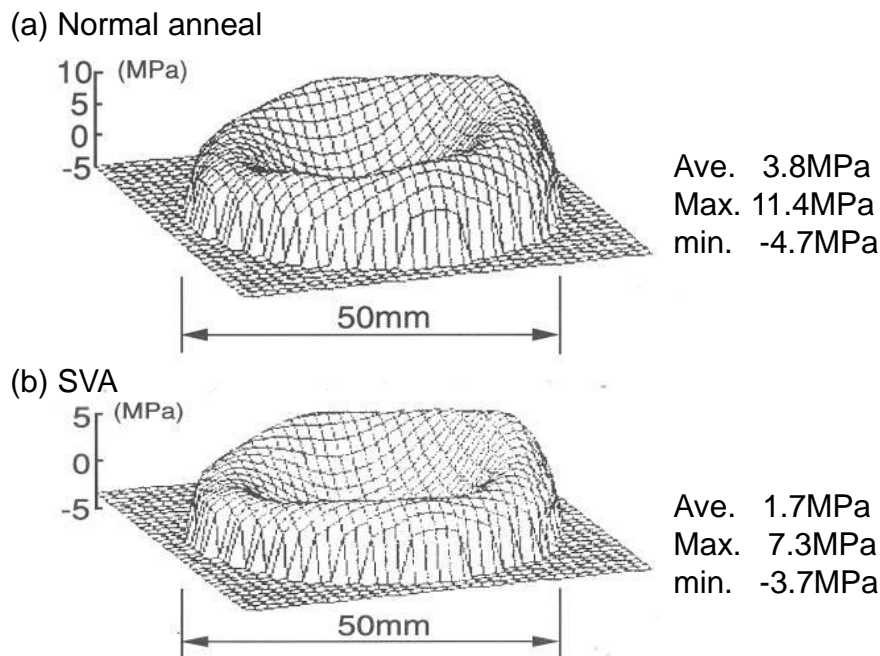 (a) Normal anneal
10 (MPa)
5
0
-5
Ave. 3.8MPa
Max. 11.4MPa
min. -4.7MPa
50mm
(b) SVA
5 (MPa)
0
-5
Ave. 1.7MPa
Max. 7.3MPa
min. -3.7MPa
50mm